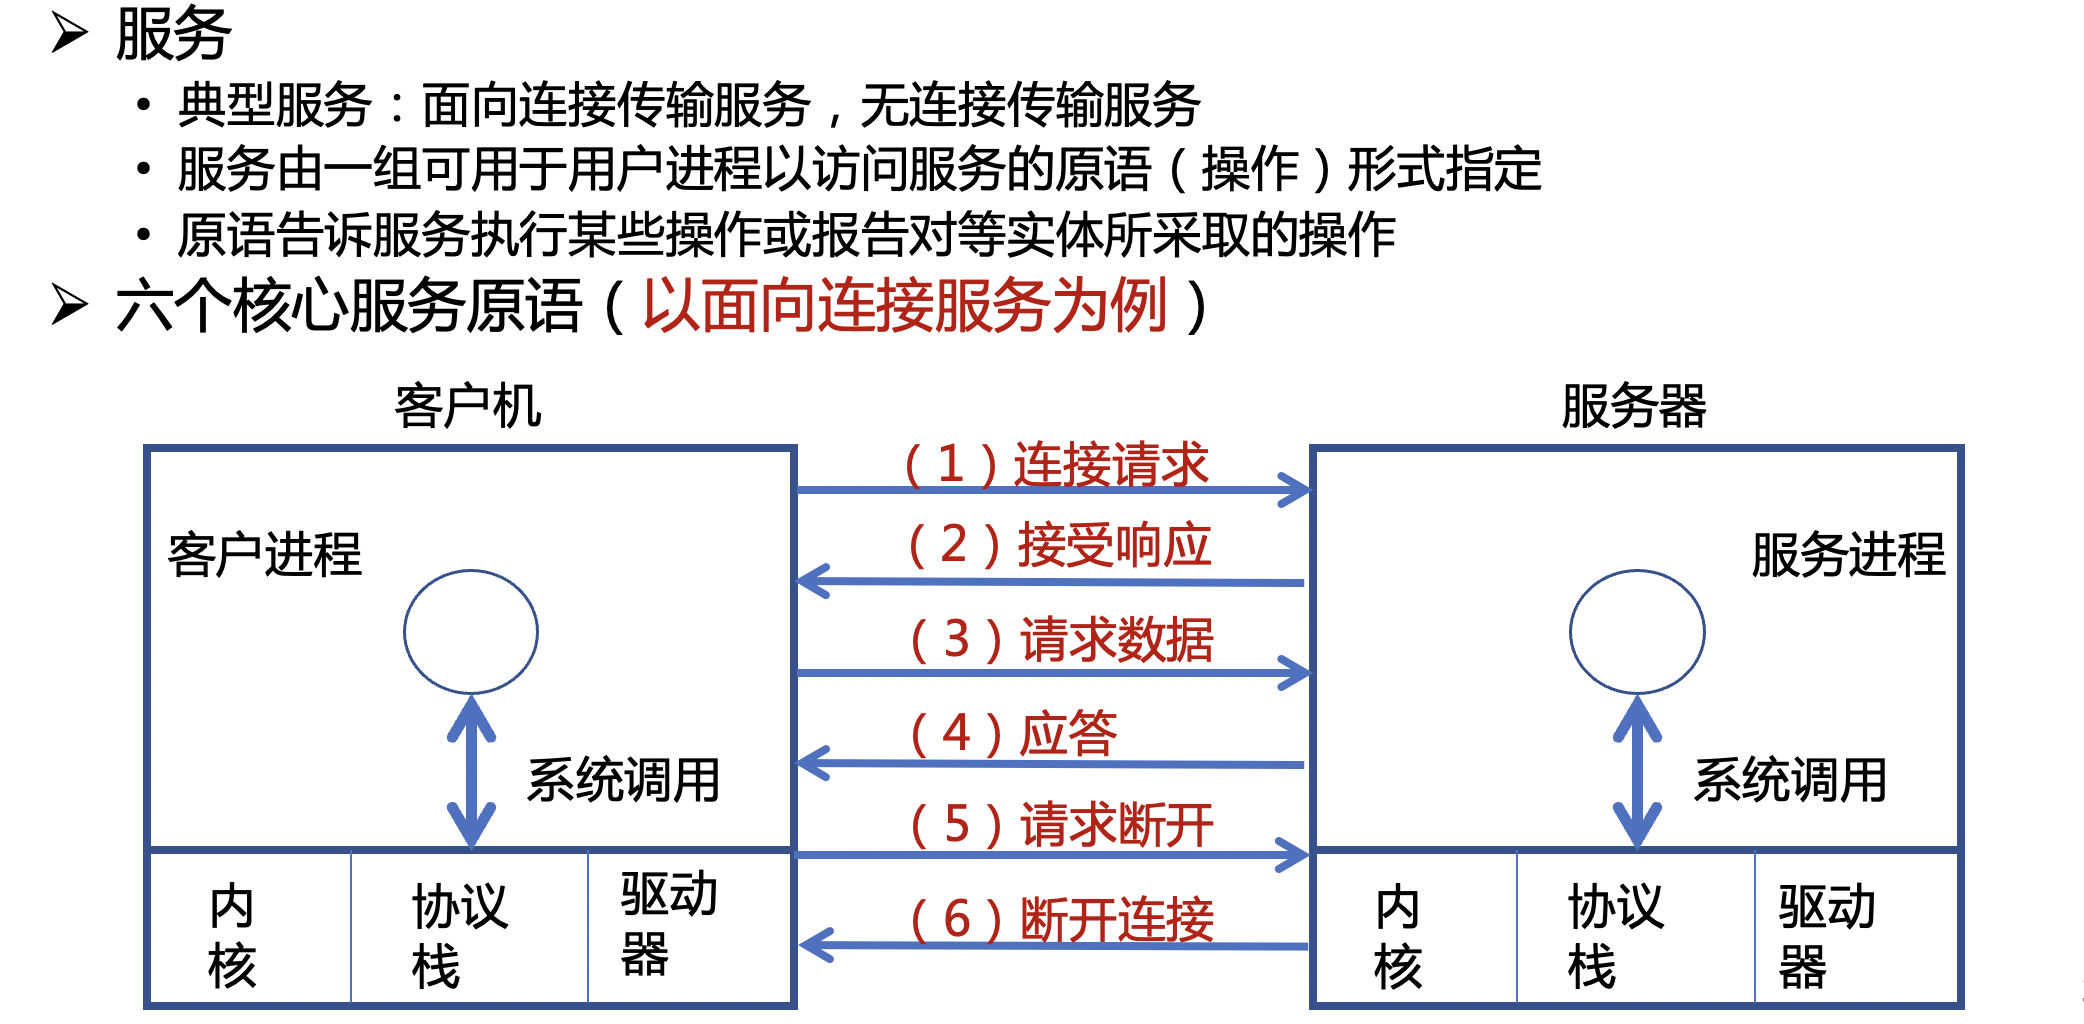 ➢ 服务
• 典型服务：面向连接传输服务，无连接传输服务
• 服务由一组可用于用户进程以访问服务的原语（操作）形式指定
• 原语告诉服务执行某些操作或报告对等实体所采取的操作
➢ 六个核心服务原语（以面向连接服务为例）
客户机
服务器
（1）连接请求
（2）接受响应
客户进程
服务进程
（3）请求数据
（4）应答
系统调用
系统调用
（5）请求断开
（6）断开连接
内
核
协议
栈
驱动
器
内
核
协议
栈
驱动
器